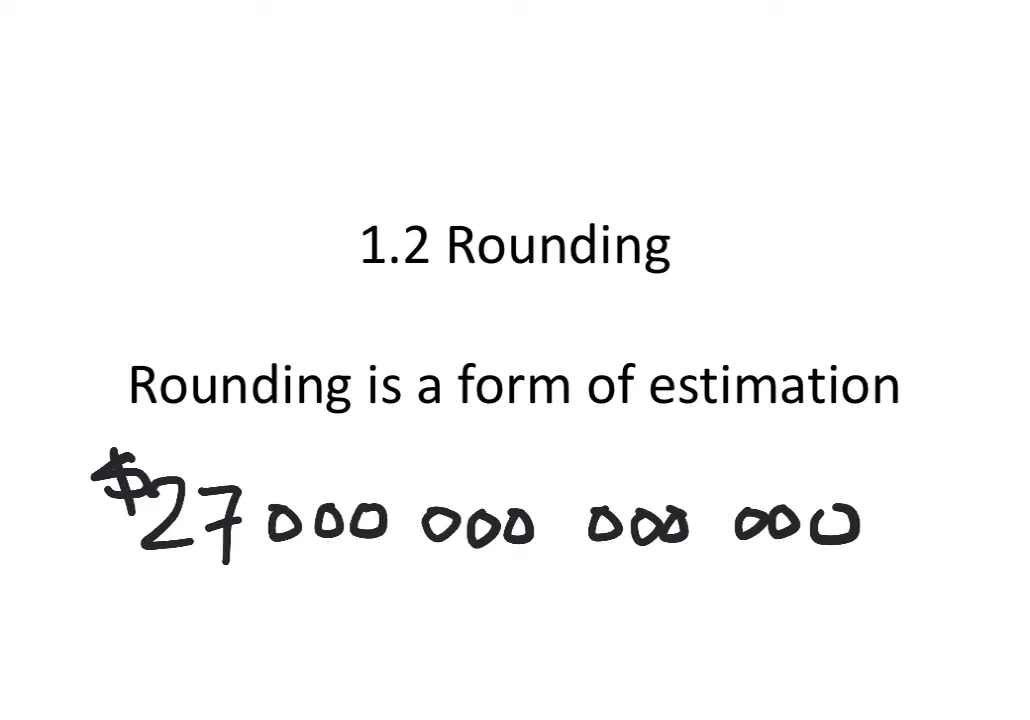 1.2 Rounding
Rounding is a form of estimation
$27 000 000 000 000